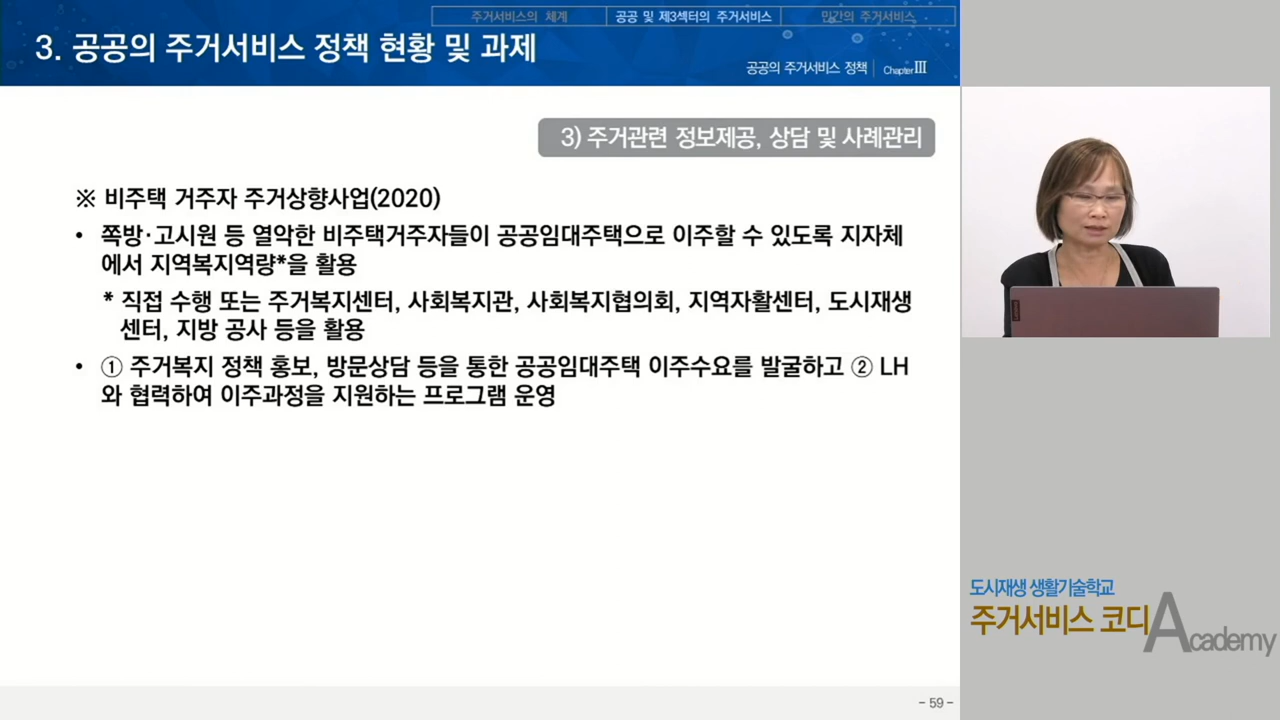 주거서비스의 체계
공공 및 제3섹터의 주거서비스
민간의 주거서비스
3. 공공의 주거서비스 정책 현황 및 과제
공공의 주거서비스 정책 | Chapter Ⅲ
3) 주거관련 정보제공, 상담 및 사례관리
※ 비주택 거주자 주거상향사업(2020)
• 쪽방·고시원 등 열악한 비주택거주자들이 공공임대주택으로 이주할 수 있도록 지자체
에서 지역복지역량*을 활용
* 직접 수행 또는 주거복지센터, 사회복지관, 사회복지협의회, 지역자활센터, 도시재생
센터, 지방 공사 등을 활용
• ① 주거복지 정책 홍보, 방문상담 등을 통한 공공임대주택 이주수요를 발굴하고 ② LH
와 협력하여 이주과정을 지원하는 프로그램 운영
도시재생 생활기술학교
주거서비스 코디 Academy
- 59 -